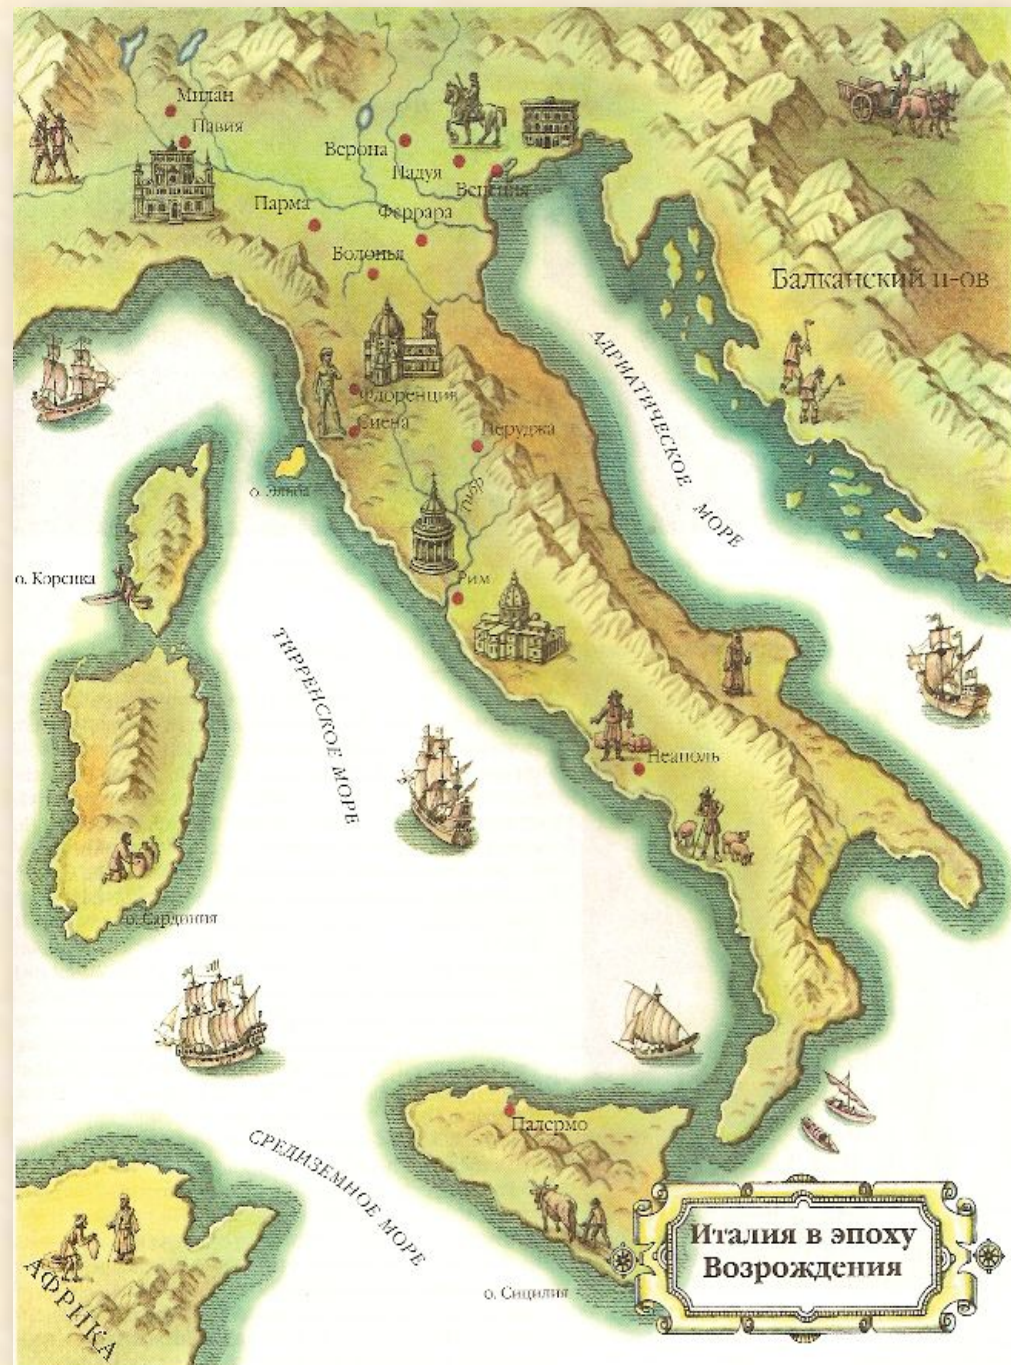 Милан
Павия
Верона
Падуя
Венеция
Парма
Феррара
Болонья
Балканский п-ов
АДРИАТИЧЕСКОЕ МОРЕ
Флоренция
Сиена
Перуджа
о. Эльба
Тибр
о. Корсика
Рим
ТИРРЕНСКОЕ МОРЕ
Неаполь
о. Сардиния
Палермо
СРЕДИЗЕМНОЕ МОРЕ
АФРИКА
о. Сицилия
Италия в эпоху
Возрождения